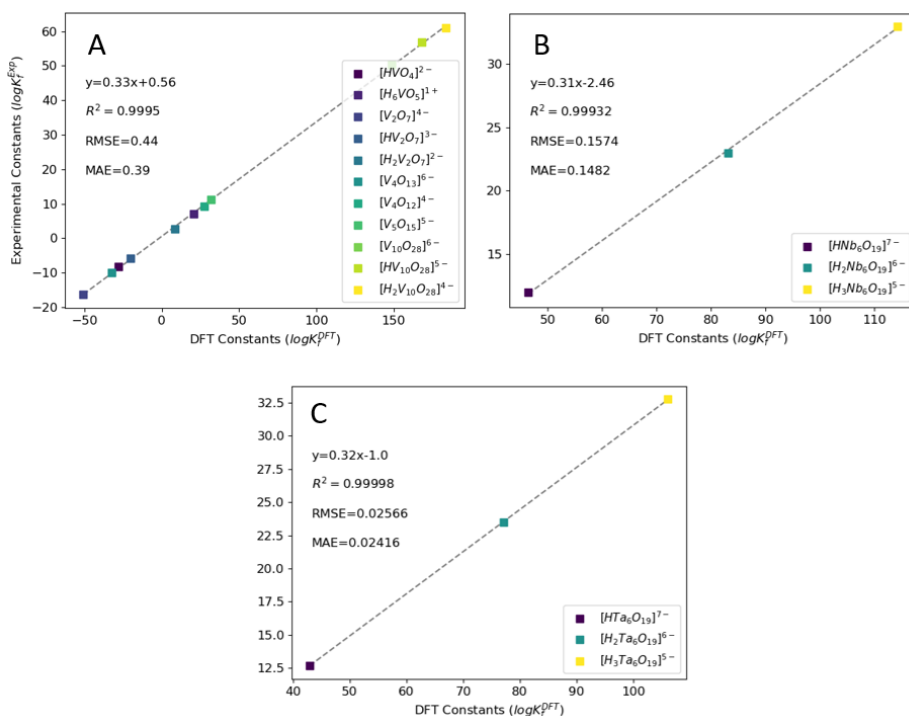 A
y=0.33x+0.56
R² = 0.9995
RMSE=0.44
MAE=0.39
[HVO₄]²⁻
[H₆VO₅]¹⁺
[V₂O₇]⁴⁻
[HV₂O₇]³⁻
[H₂V₂O₇]²⁻
[V₄O₁₃]⁶⁻
[V₄O₁₂]⁴⁻
[V₅O₁₅]⁵⁻
[V₁₀O₂₈]⁶⁻
[HV₁₀O₂₈]⁵⁻
[H₂V₁₀O₂₈]⁴⁻
60
50
40
30
20
10
0
−10
−20
Experimental Constants (logK_f^{Exp})
−50
0
50
100
150
DFT Constants (logK_f^{DFT})
B
y=0.31x-2.46
R² = 0.99932
RMSE=0.1574
MAE=0.1482
[HNb₆O₁₉]⁷⁻
[H₂Nb₆O₁₉]⁶⁻
[H₃Nb₆O₁₉]⁵⁻
30
25
20
15
50
60
70
80
90
100
110
DFT Constants (logK_f^{DFT})
C
y=0.32x-1.0
R² = 0.99998
RMSE=0.02566
MAE=0.02416
[HTa₆O₁₉]⁷⁻
[H₂Ta₆O₁₉]⁶⁻
[H₃Ta₆O₁₉]⁵⁻
32.5
30.0
27.5
25.0
22.5
20.0
17.5
15.0
12.5
40
50
60
70
80
90
100
DFT Constants (logK_f^{DFT})